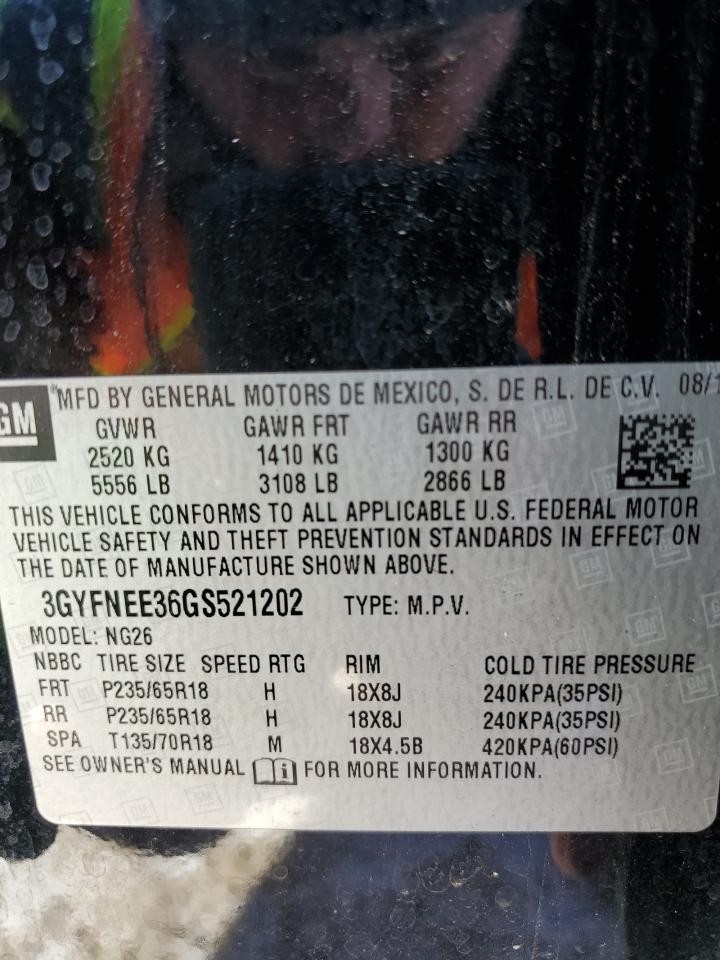 GM MFD BY GENERAL MOTORS DE MEXICO, S. DE R.L. DE C.V. 08/1
GVWR GAWR FRT GAWR RR
2520 KG 1410 KG 1300 KG
5556 LB 3108 LB 2866 LB
THIS VEHICLE CONFORMS TO ALL APPLICABLE U.S. FEDERAL MOTOR
VEHICLE SAFETY AND THEFT PREVENTION STANDARDS IN EFFECT ON
THE DATE OF MANUFACTURE SHOWN ABOVE.
3GYFNEE36GS521202 TYPE: M.P.V.
MODEL: NG26
NBBC TIRE SIZE SPEED RTG RIM COLD TIRE PRESSURE
FRT P235/65R18 H 18X8J 240KPA(35PSI)
RR P235/65R18 H 18X8J 240KPA(35PSI)
SPA T135/70R18 M 18X4.5B 420KPA(60PSI)
SEE OWNER'S MANUAL i FOR MORE INFORMATION.